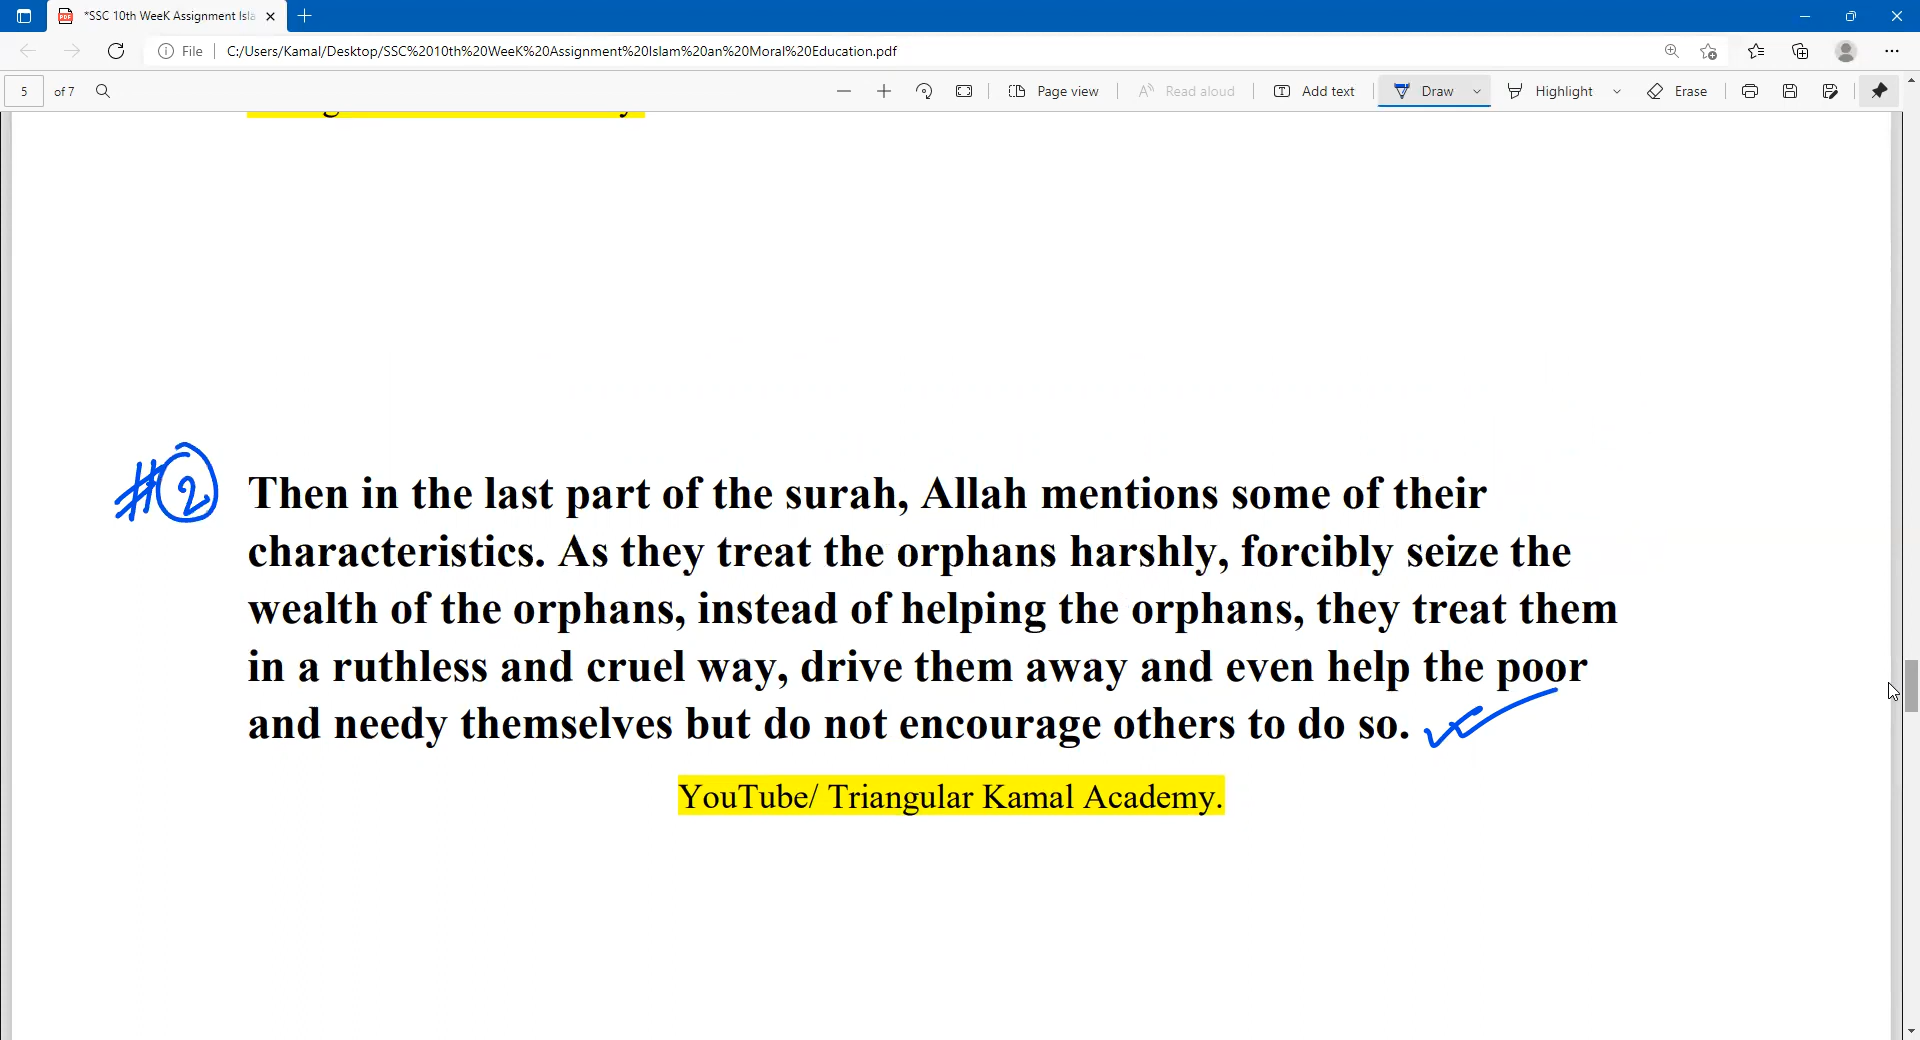 *SSC 10th WeeK Assignment Isla
File C:/Users/Kamal/Desktop/SSC%2010th%20WeeK%20Assignment%20Islam%20an%20Moral%20Education.pdf
5 of 7 Page view Read aloud Add text Draw Highlight Erase
#2 Then in the last part of the surah, Allah mentions some of their
characteristics. As they treat the orphans harshly, forcibly seize the
wealth of the orphans, instead of helping the orphans, they treat them
in a ruthless and cruel way, drive them away and even help the poor
and needy themselves but do not encourage others to do so.
YouTube/ Triangular Kamal Academy.